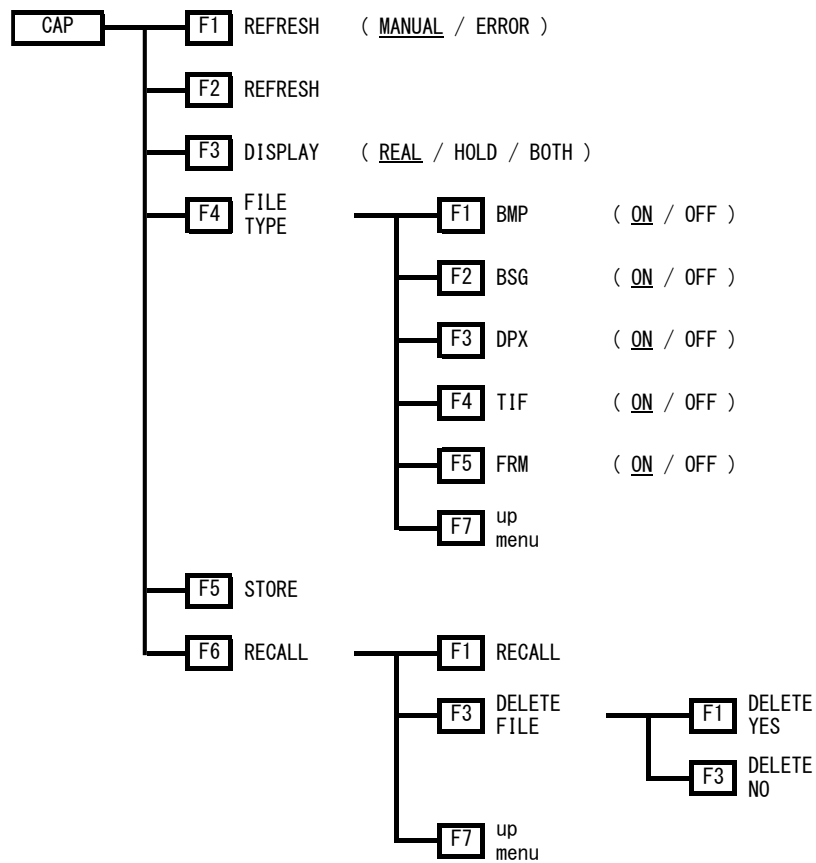 CAP F1 REFRESH ( MANUAL / ERROR )
F2 REFRESH
F3 DISPLAY ( REAL / HOLD / BOTH )
F4 FILE TYPE F1 BMP ( ON / OFF )
F2 BSG ( ON / OFF )
F3 DPX ( ON / OFF )
F4 TIF ( ON / OFF )
F5 FRM ( ON / OFF )
F7 up menu
F5 STORE
F6 RECALL F1 RECALL
F3 DELETE FILE F1 DELETE YES
F3 DELETE NO
F7 up menu